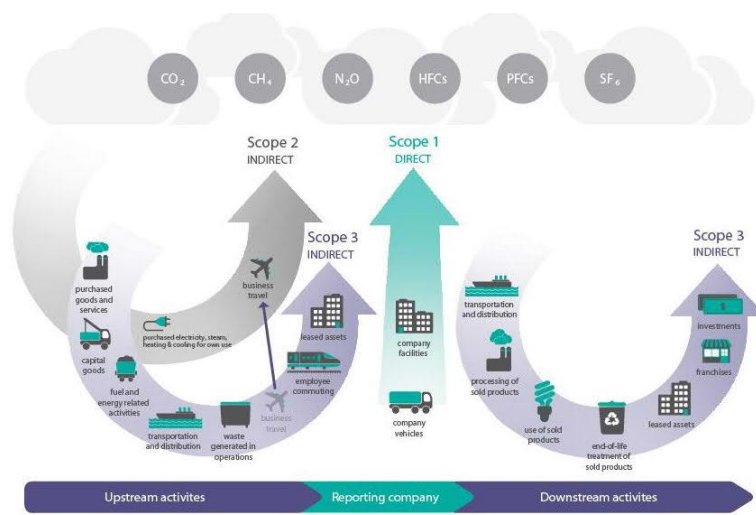 CO₂
CH₄
N₂O
HFCs
PFCs
SF₆
Scope 2
INDIRECT
Scope 1
DIRECT
Scope 3
INDIRECT
Scope 3
INDIRECT
purchased
goods and
services
capital
goods
fuel and
energy related
activities
transportation
and distribution
waste
generated in
operations
business
travel
purchased electricity, steam,
heating & cooling for own use
business
travel
employee
commuting
leased assets
company
facilities
company
vehicles
transportation
and distribution
processing of
sold products
use of sold
products
end-of-life
treatment of
sold products
leased assets
franchises
investments
Upstream activites
Reporting company
Downstream activites